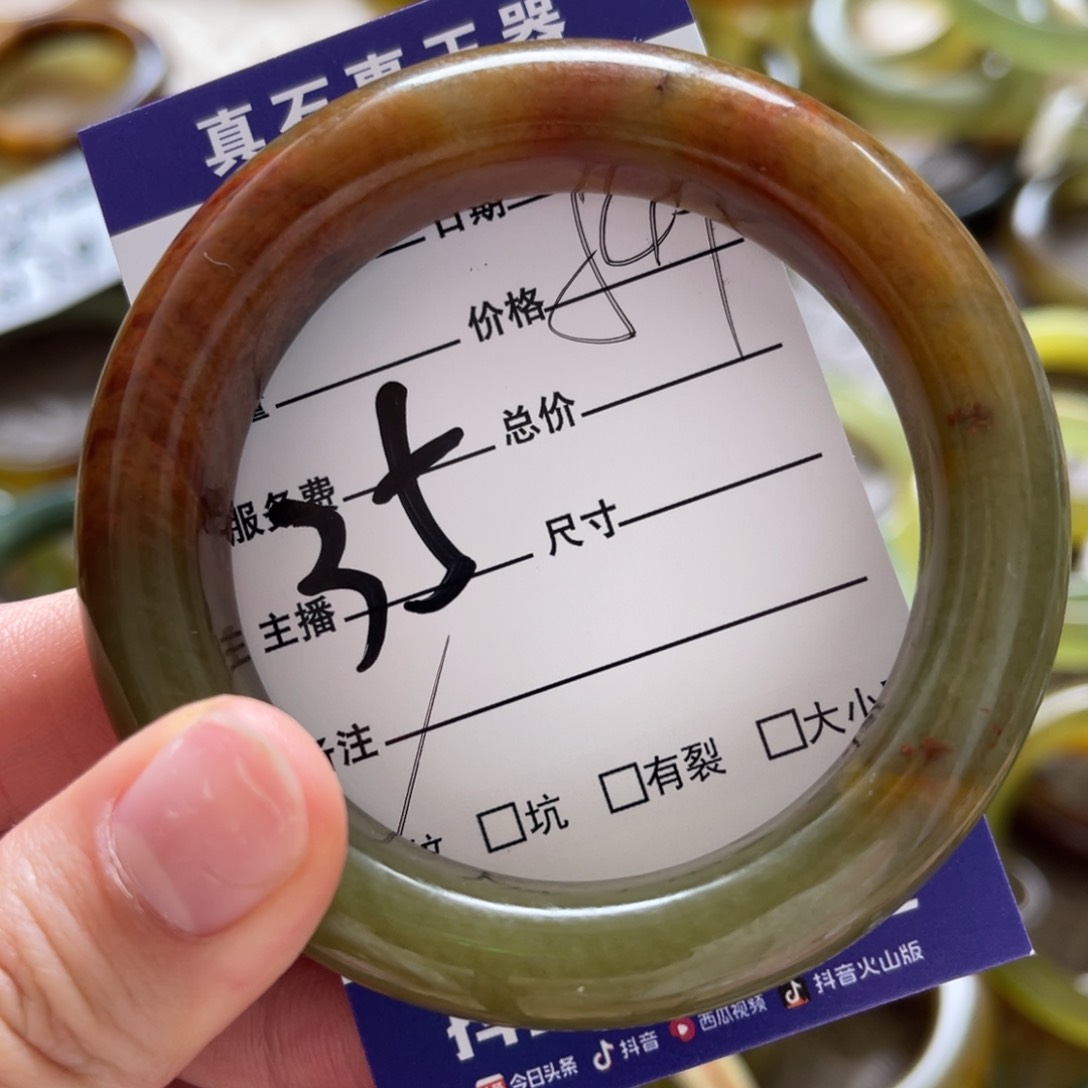 真石真玉器
日期
价格
服务费
总价
35
主播
尺寸
注
坑 有裂 大小
今日头条 抖音 西瓜视频 抖音火山版